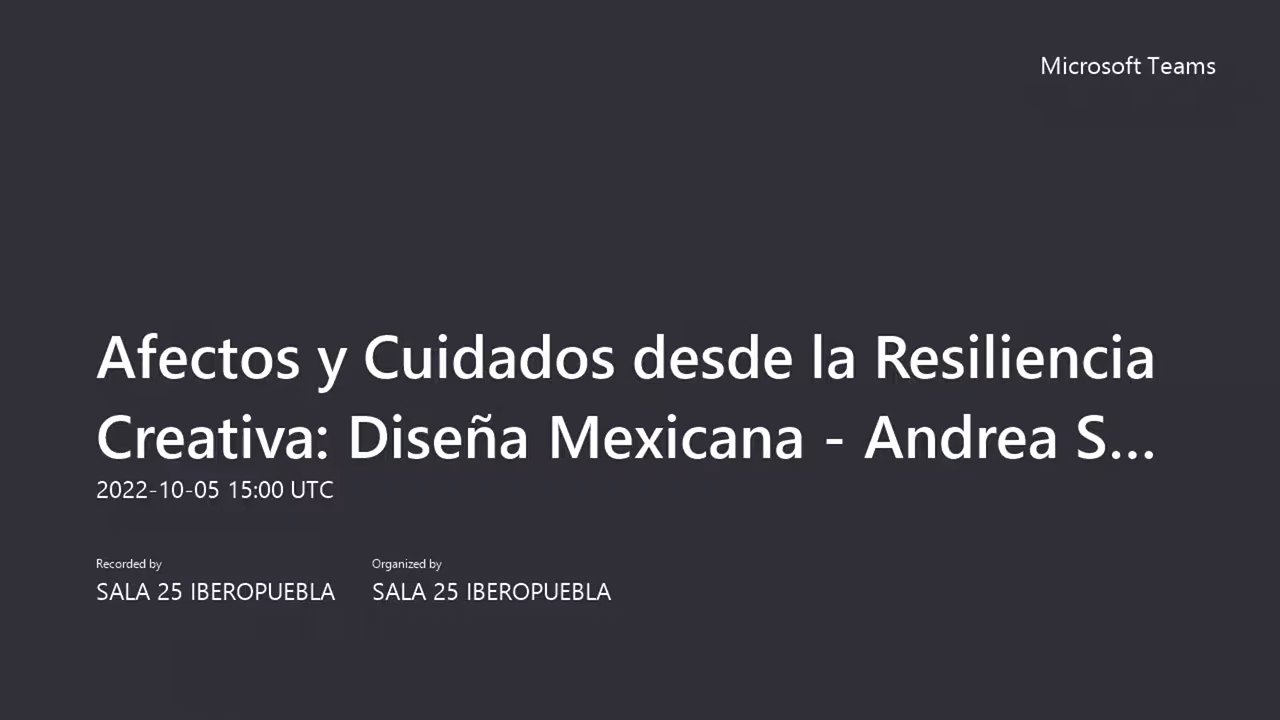 Microsoft Teams
Afectos y Cuidados desde la Resiliencia
Creativa: Diseña Mexicana - Andrea S...
2022-10-05 15:00 UTC
Recorded by
SALA 25 IBEROPUEBLA
Organized by
SALA 25 IBEROPUEBLA